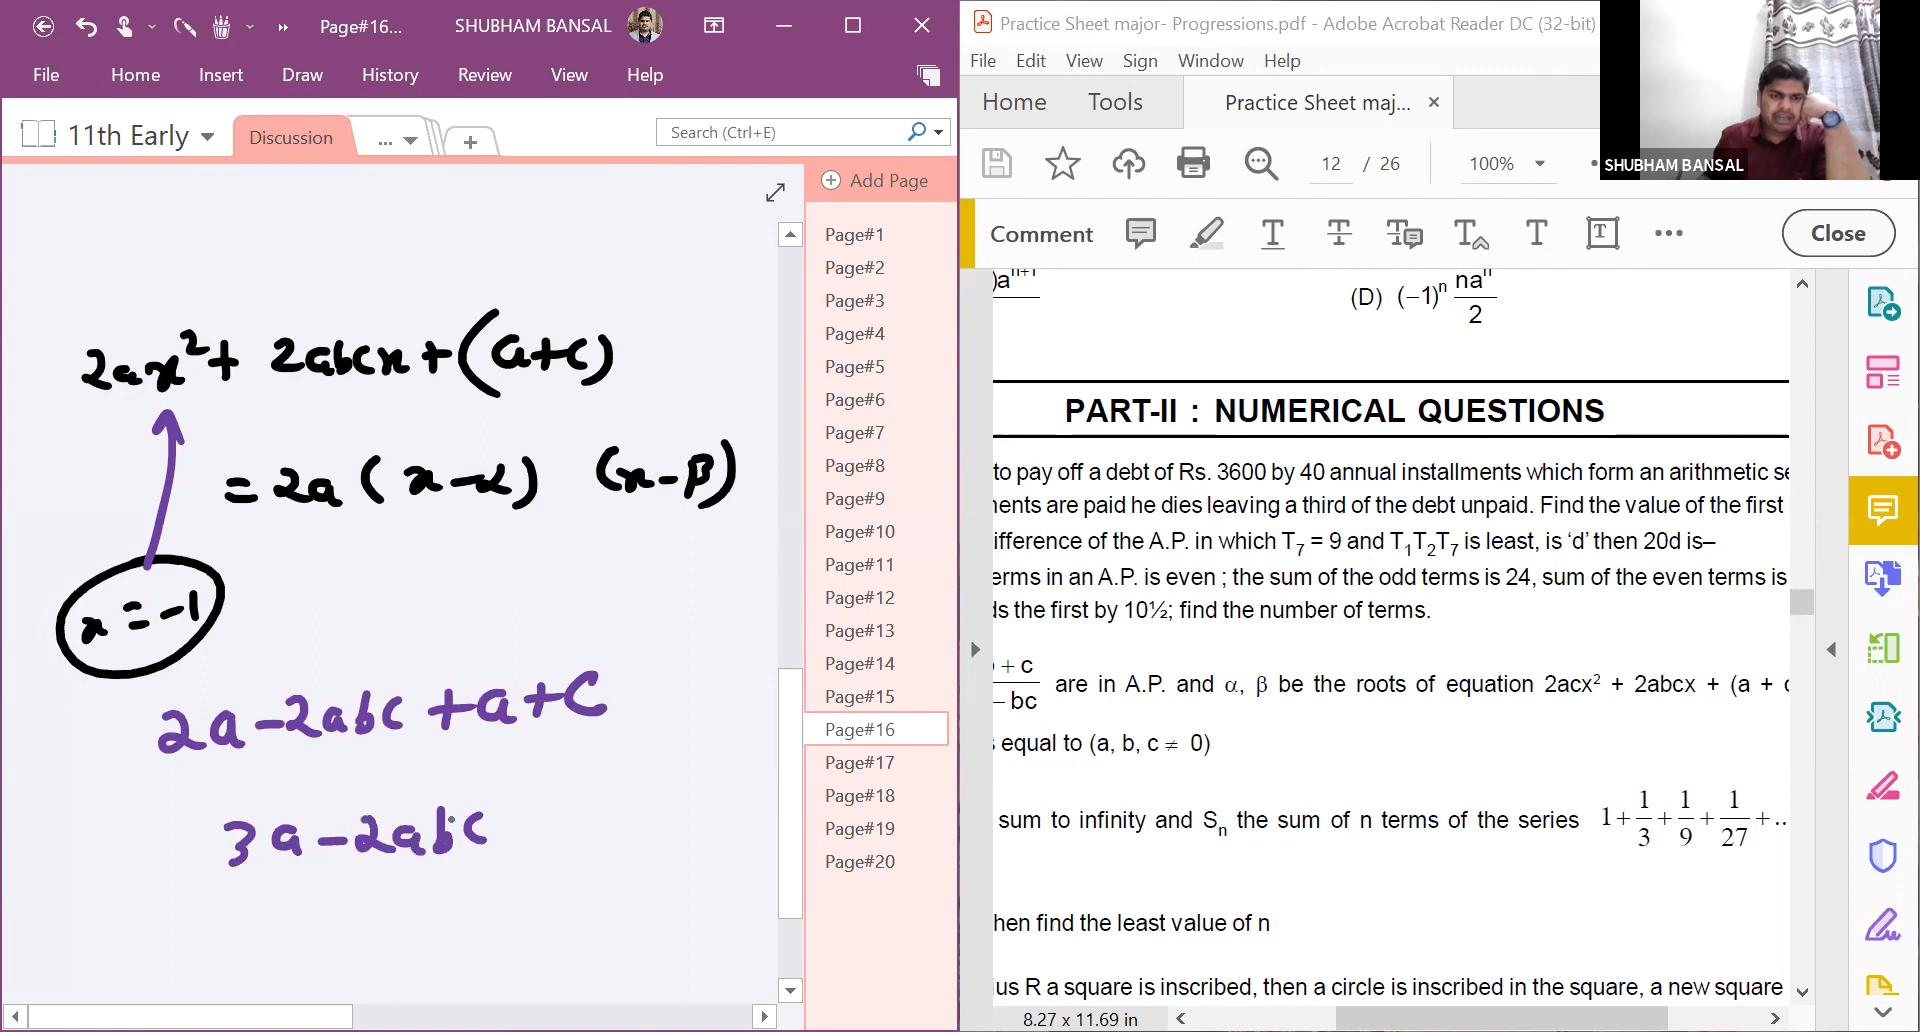 Page#16...
SHUBHAM BANSAL
File Home Insert Draw History Review View Help
11th Early
Discussion
...
Search (Ctrl+E)
Add Page
Page#1
Page#2
Page#3
Page#4
Page#5
Page#6
Page#7
Page#8
Page#9
Page#10
Page#11
Page#12
Page#13
Page#14
Page#15
Page#16
Page#17
Page#18
Page#19
Page#20
2ax² + 2abcx + (a+c)
= 2a (x-α) (x-β)
x = -1
2a - 2abc + a + c
3a - 2abc
Practice Sheet major- Progressions.pdf - Adobe Acrobat Reader DC (32-bit)
File Edit View Sign Window Help
Home Tools Practice Sheet maj... ×
12 / 26 100%
SHUBHAM BANSAL
Comment Close
)aⁿ⁺¹
(D) (−1)ⁿ naⁿ/2
PART-II : NUMERICAL QUESTIONS
to pay off a debt of Rs. 3600 by 40 annual installments which form an arithmetic se
nents are paid he dies leaving a third of the debt unpaid. Find the value of the first
ifference of the A.P. in which T₇ = 9 and T₁T₂T₇ is least, is ‘d’ then 20d is–
erms in an A.P. is even ; the sum of the odd terms is 24, sum of the even terms is
ds the first by 10½; find the number of terms.
+ c
– bc
are in A.P. and α, β be the roots of equation 2acx² + 2abcx + (a + c
s equal to (a, b, c ≠ 0)
sum to infinity and Sₙ the sum of n terms of the series 1 + 1/3 + 1/9 + 1/27 + ..
hen find the least value of n
ius R a square is inscribed, then a circle is inscribed in the square, a new square
8.27 x 11.69 in